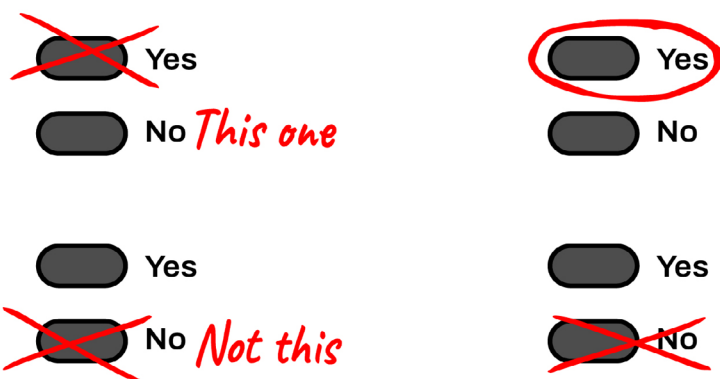 Yes
No This one
Yes
No
Yes
No Not this
Yes
No